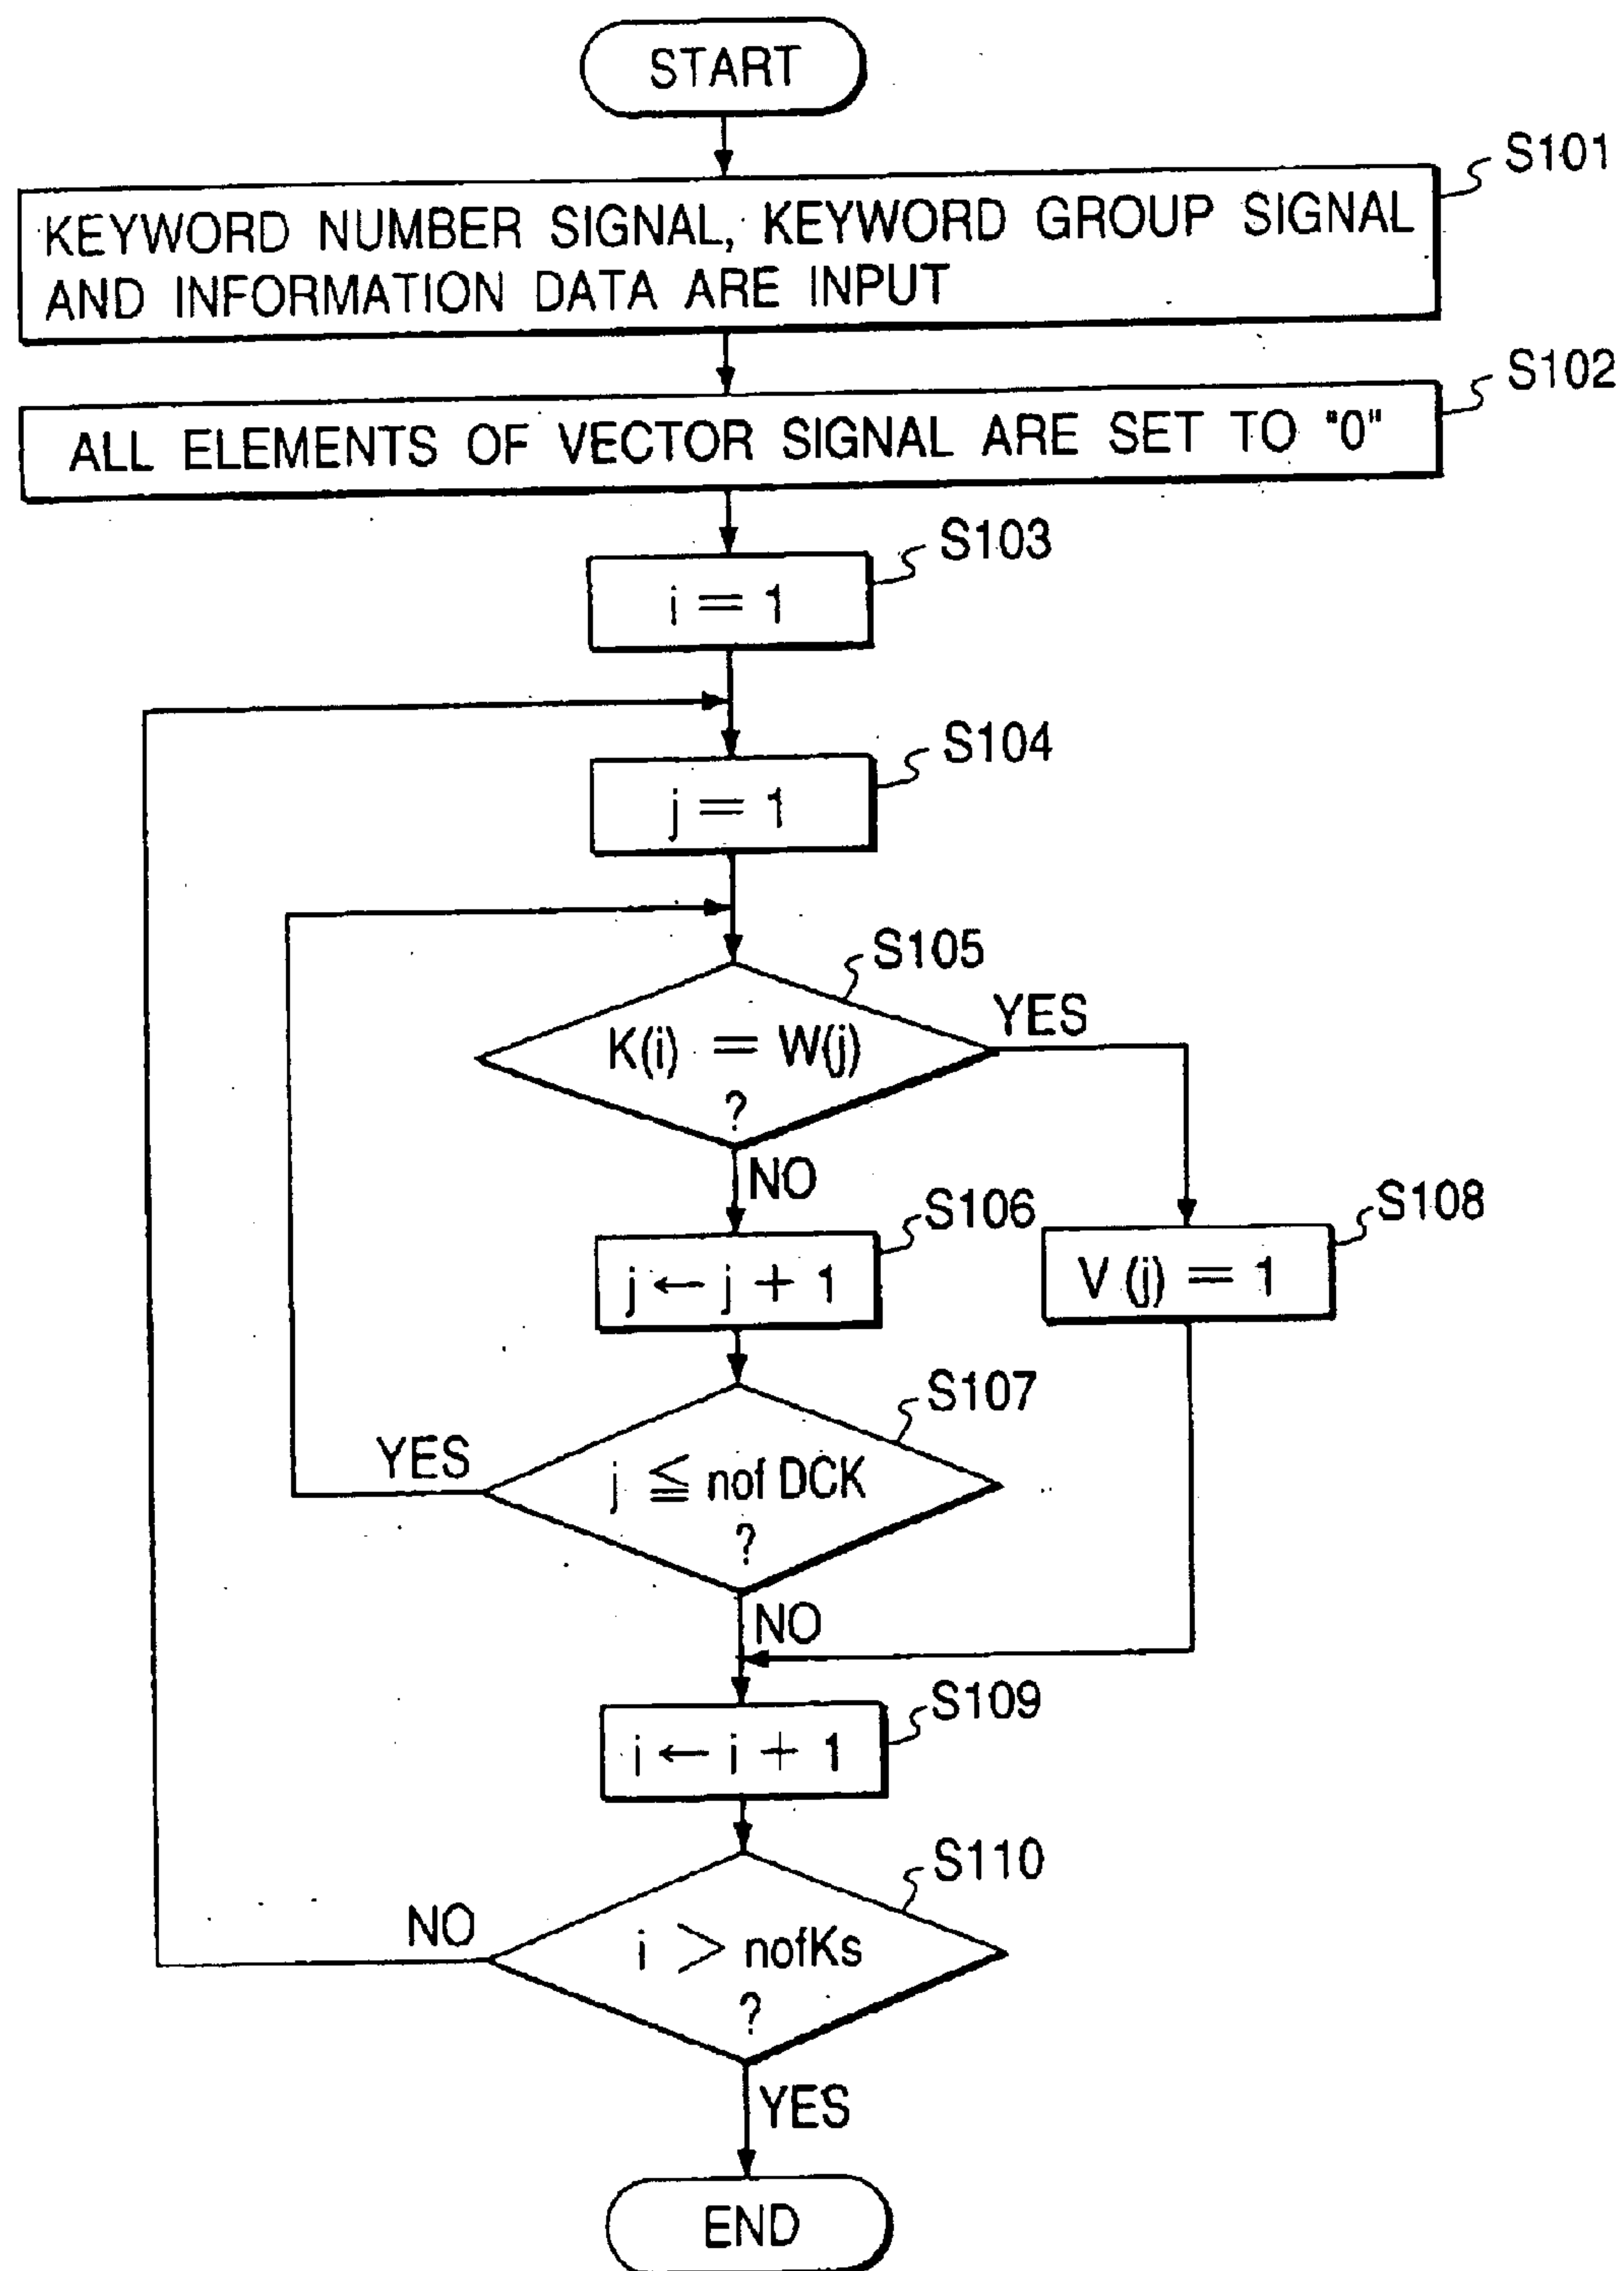 START
S101
KEYWORD NUMBER SIGNAL, KEYWORD GROUP SIGNAL
AND INFORMATION DATA ARE INPUT
S102
ALL ELEMENTS OF VECTOR SIGNAL ARE SET TO "0"
S103
i = 1
S104
j = 1
S105
K(i) = W(j)
?
YES
NO
S106
j ← j + 1
S108
V (j) = 1
S107
YES
j ≦ nof DCK
?
NO
S109
i ← i + 1
S110
NO
i > nofKs
?
YES
END